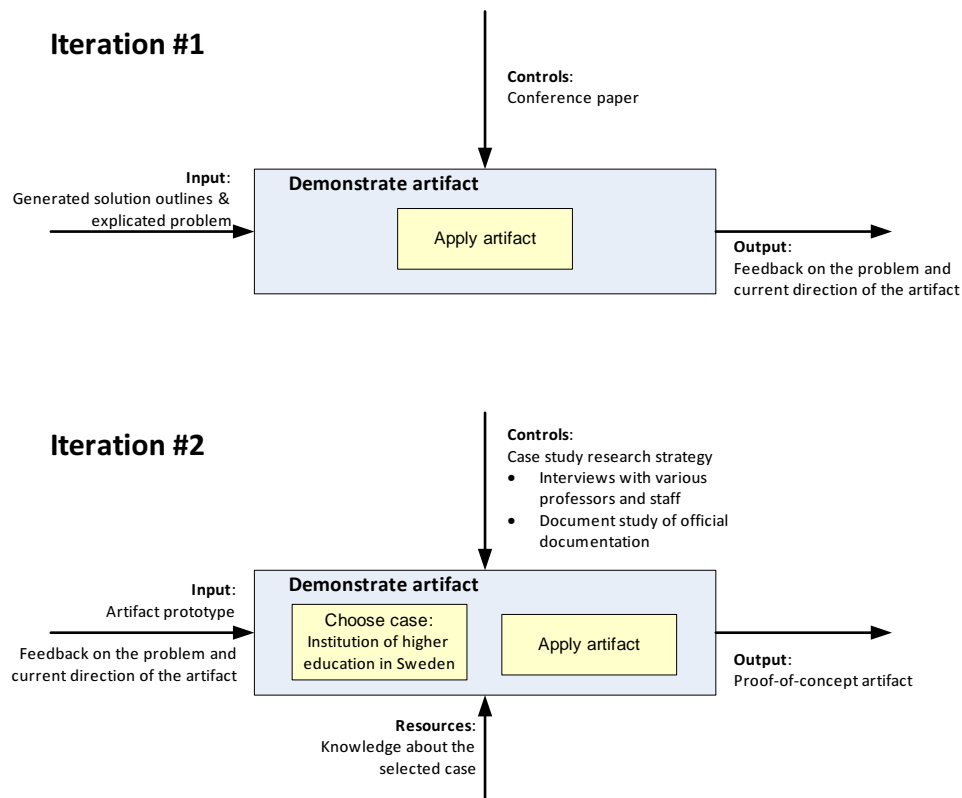 Iteration #1
Controls:
Conference paper
Input:
Generated solution outlines &
explicated problem
Demonstrate artifact
Apply artifact
Output:
Feedback on the problem and
current direction of the artifact
Iteration #2
Controls:
Case study research strategy
• Interviews with various
professors and staff
• Document study of official
documentation
Input:
Artifact prototype
Feedback on the problem and
current direction of the artifact
Demonstrate artifact
Choose case:
Institution of higher
education in Sweden
Apply artifact
Output:
Proof-of-concept artifact
Resources:
Knowledge about the
selected case